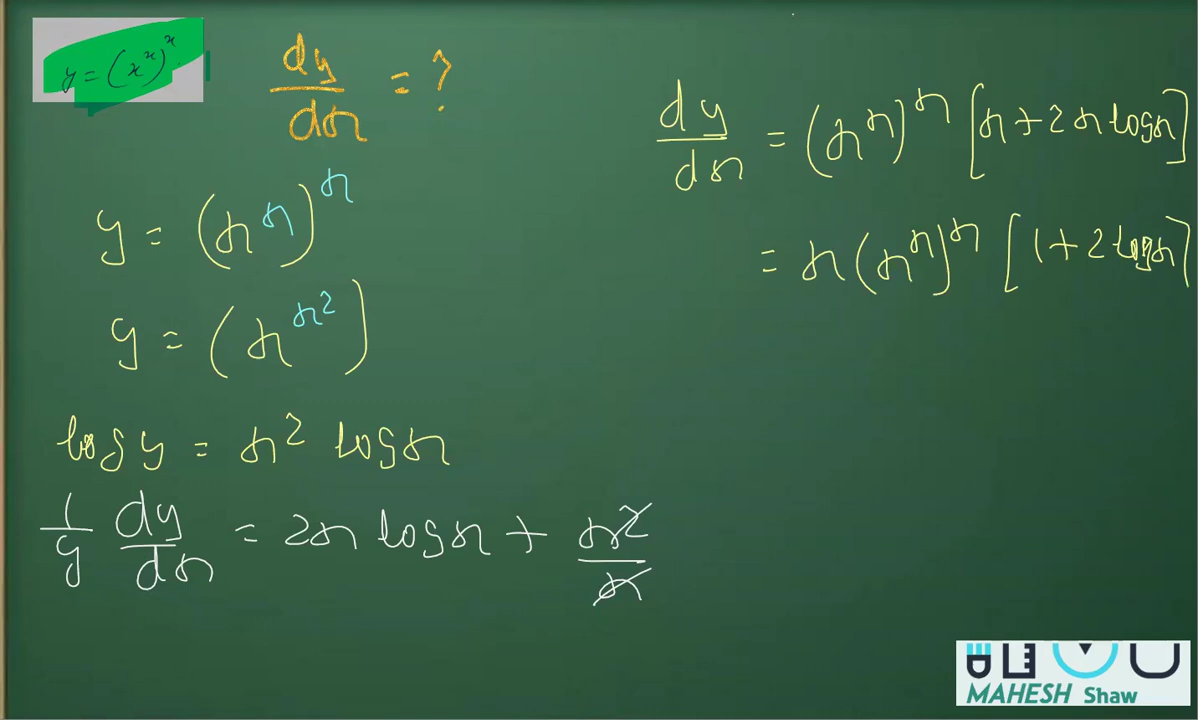 y = (x^x)^x
dy/dx = ?
y = (x^x)^x
y = (x^{x^2})
log y = x^2 log x
1/y dy/dx = 2x log x + x^2/x
dy/dx = (x^x)^x [x + 2x log x]
= x (x^x)^x [1 + 2 log x]
MAHESH Shaw